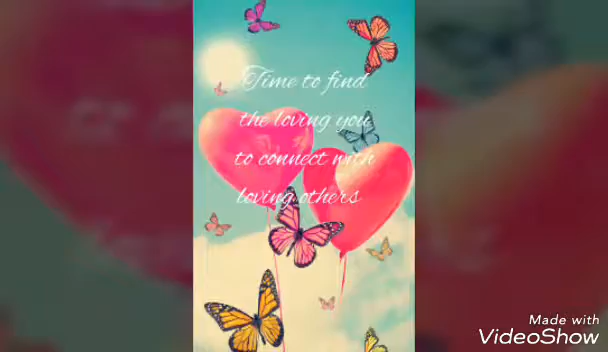 Time to find
the loving you
to connect with
loving others
Made with
VideoShow